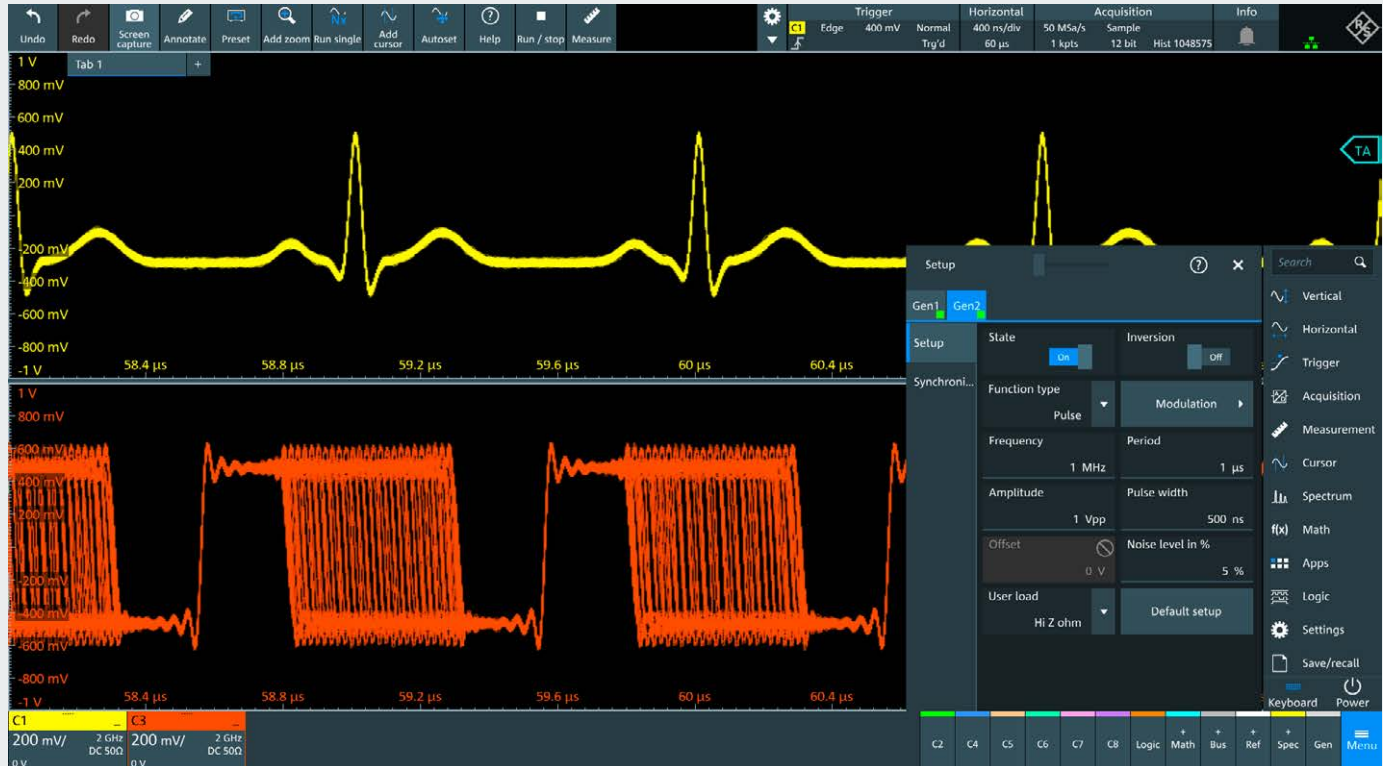 Undo
Redo
Screen capture
Annotate
Preset
Add zoom
Run single
Add cursor
Autoset
Help
Run / stop
Measure
C1
Trigger
Edge 400 mV Normal
Trg'd
Horizontal
400 ns/div
60 µs
Acquisition
50 MSa/s Sample
1 kpts 12 bit Hist 1048575
Info
R&S
Tab 1 +
1 V
800 mV
600 mV
400 mV
200 mV
-200 mV
-400 mV
-600 mV
-800 mV
-1 V
58.4 µs 58.8 µs 59.2 µs 59.6 µs 60 µs 60.4 µs
TA
1 V
800 mV
600 mV
400 mV
200 mV
-200 mV
-400 mV
-600 mV
-800 mV
-1 V
58.4 µs 58.8 µs 59.2 µs 59.6 µs 60 µs 60.4 µs
Setup
Gen1 Gen2
Setup
Synchroni...
State
On
Inversion
Off
Function type
Pulse
Modulation
Frequency
1 MHz
Period
1 µs
Amplitude
1 Vpp
Pulse width
500 ns
Offset
0 V
Noise level in %
5 %
User load
Hi Z ohm
Default setup
Search
Vertical
Horizontal
Trigger
Acquisition
Measurement
Cursor
Spectrum
f(x) Math
Apps
Logic
Settings
Save/recall
Keyboard Power
C1
200 mV/ 2 GHz
DC 50Ω
0 V
C3
200 mV/ 2 GHz
DC 50Ω
0 V
C2 C4 C5 C6 C7 C8 Logic + Math + Bus + Ref + Spec Gen Menu